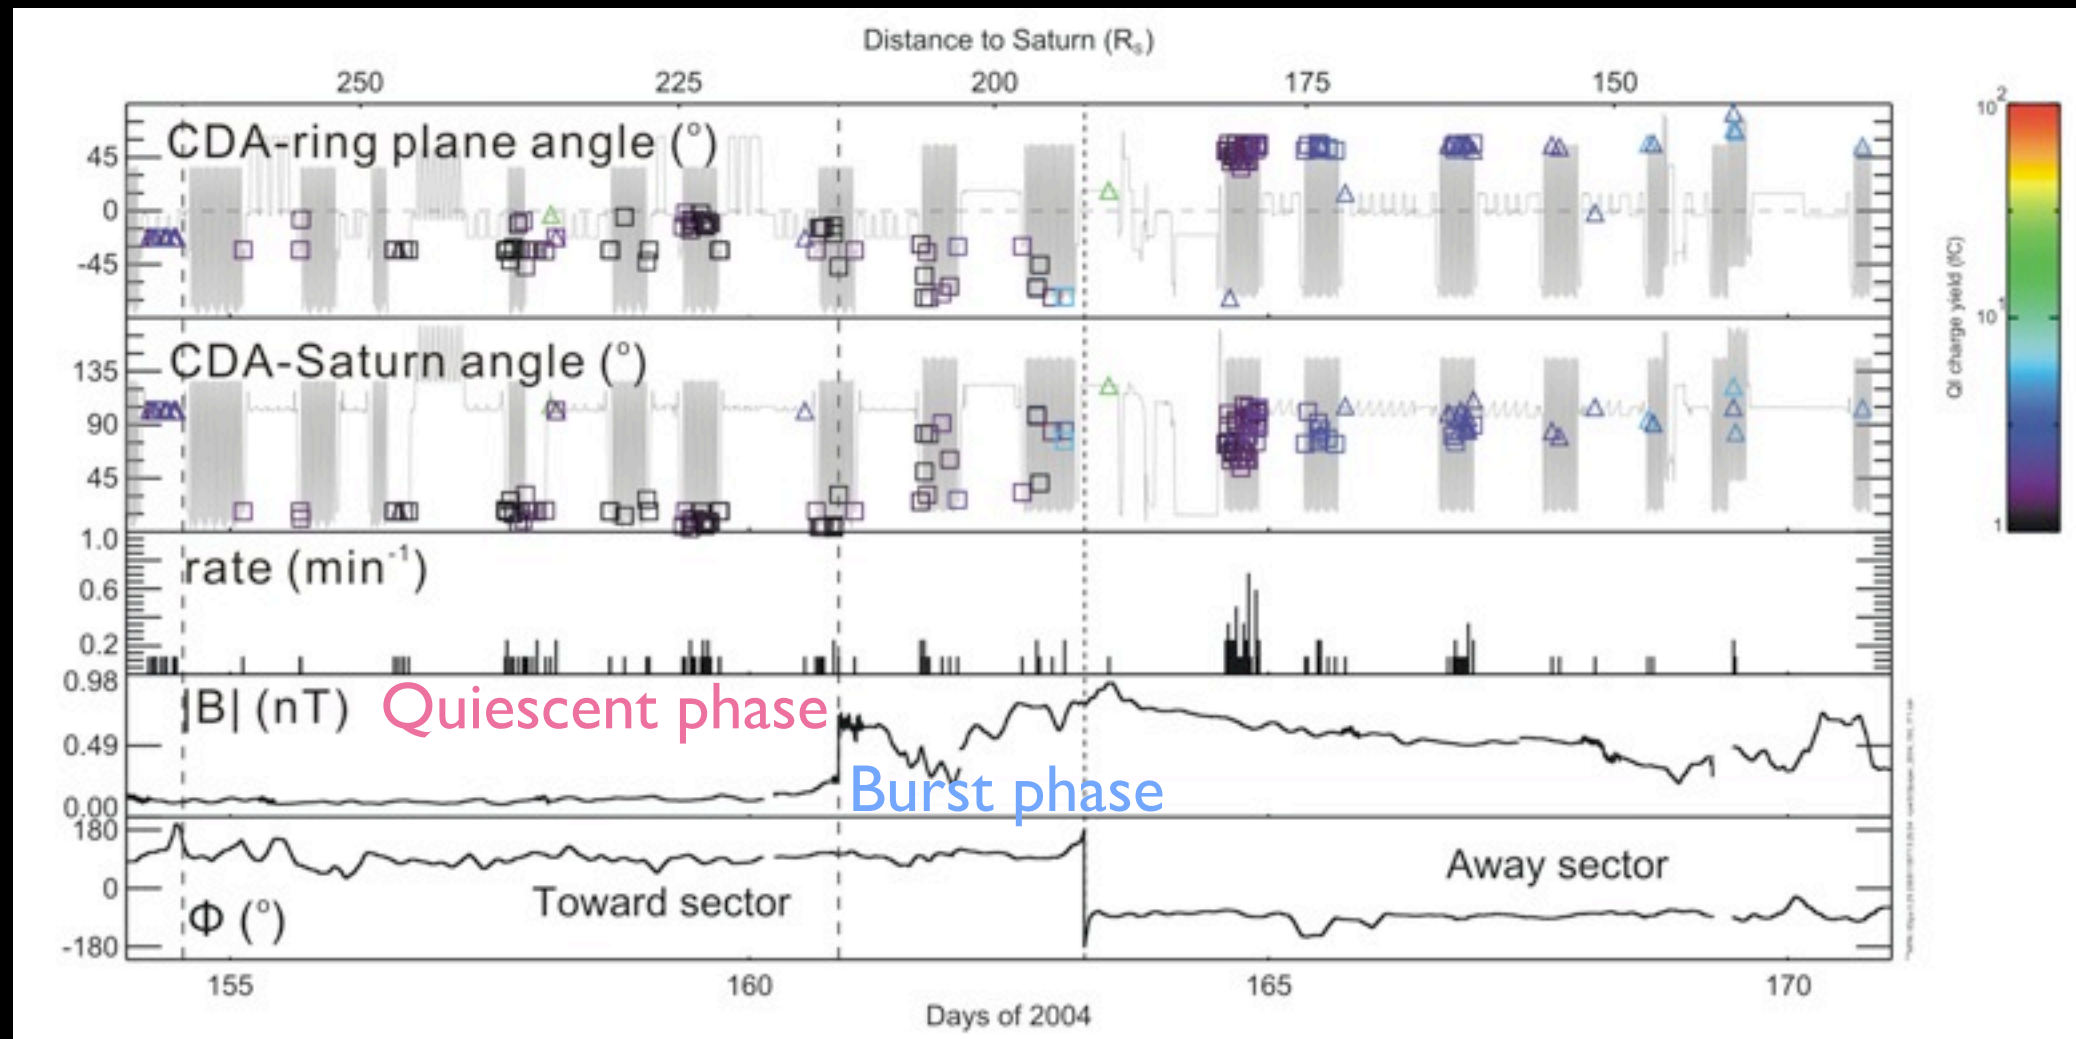 Distance to Saturn (Rₛ)
250 225 200 175 150
CDA-ring plane angle (°)
45
0
-45
CDA-Saturn angle (°)
135
90
45
rate (min⁻¹)
1.0
0.6
0.2
|B| (nT)
Quiescent phase
Burst phase
0.98
0.49
0.00
Φ (°)
Toward sector
Away sector
180
0
-180
155 160 165 170
Days of 2004
QI charge yield (fC)
10²
10¹
1